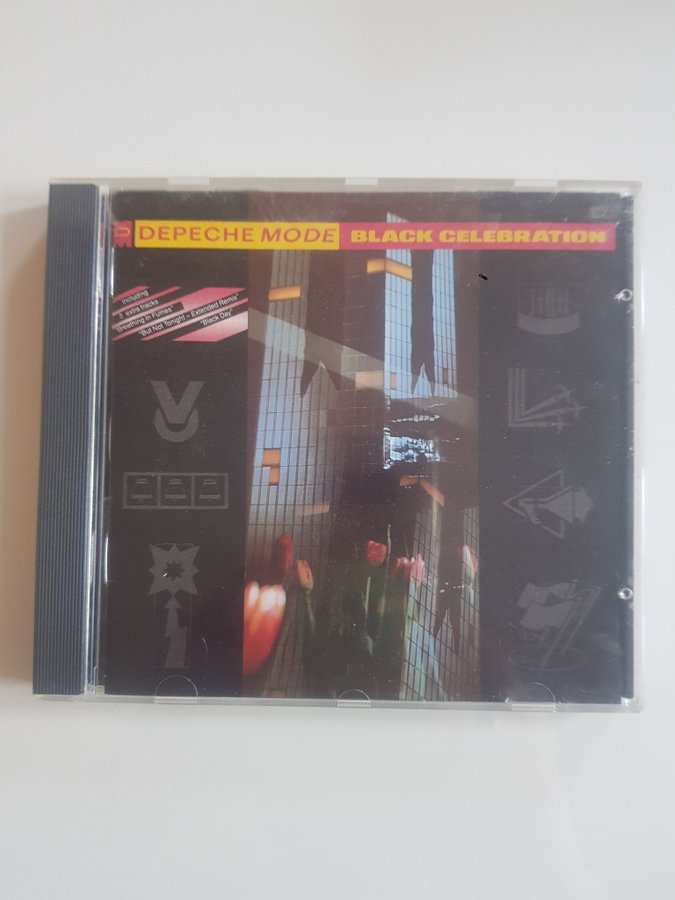 DEPECHE MODE BLACK CELEBRATION
Including
3 extra tracks
"Breathing in Fumes"
"But Not Tonight – Extended Remix"
"Black Day"